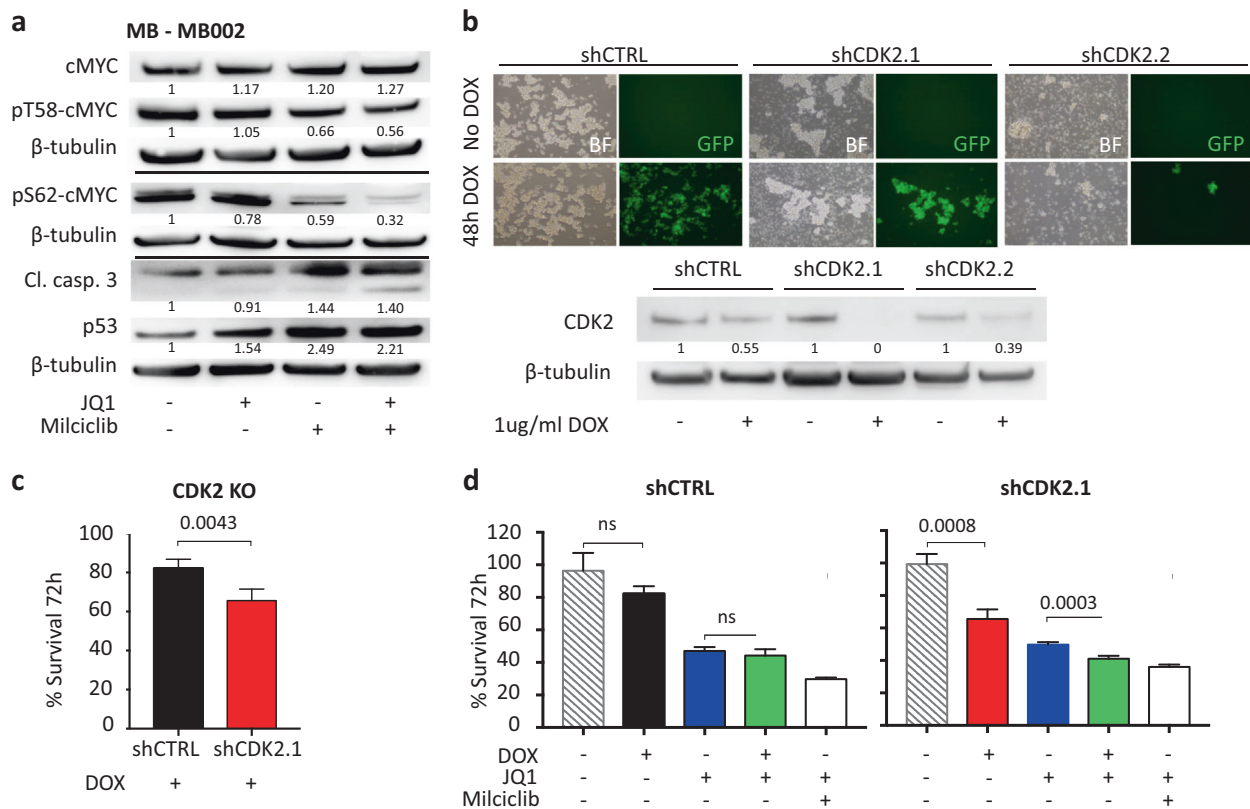 a
MB - MB002
cMYC
1 1.17 1.20 1.27
pT58-cMYC
1 1.05 0.66 0.56
β-tubulin
pS62-cMYC
1 0.78 0.59 0.32
β-tubulin
Cl. casp. 3
1 0.91 1.44 1.40
p53
1 1.54 2.49 2.21
β-tubulin
JQ1 - + - +
Milciclib - - + +
b
shCTRL shCDK2.1 shCDK2.2
No DOX
BF GFP BF GFP BF GFP
48h DOX
shCTRL shCDK2.1 shCDK2.2
CDK2
1 0.55 1 0 1 0.39
β-tubulin
1ug/ml DOX - + - + - +
c
CDK2 KO
0.0043
% Survival 72h
100
80
60
40
20
0
shCTRL shCDK2.1
DOX + +
d
shCTRL
% Survival 72h
120
100
80
60
40
20
0
ns
ns
DOX - + - + -
JQ1 - - + + +
Milciclib - - - - +
shCDK2.1
0.0008
0.0003
- + - + -
- - + + +
- - - - +